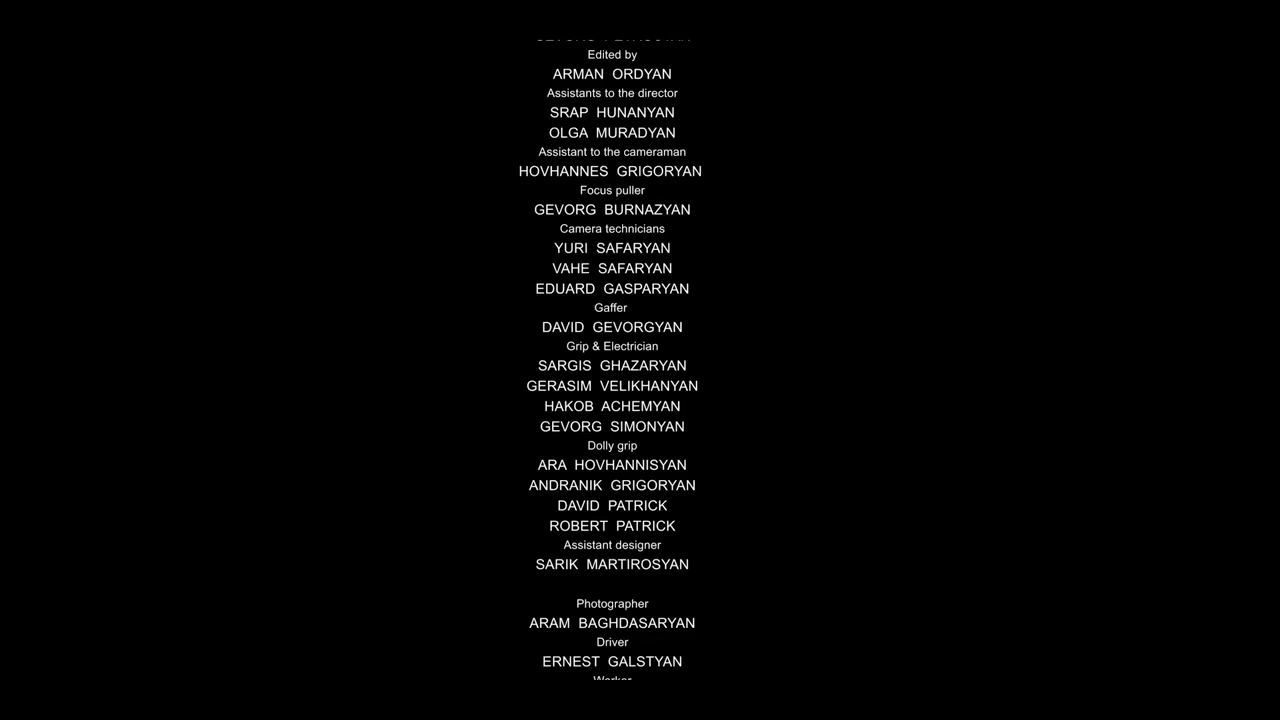 Edited by
ARMAN ORDYAN
Assistants to the director
SRAP HUNANYAN
OLGA MURADYAN
Assistant to the cameraman
HOVHANNES GRIGORYAN
Focus puller
GEVORG BURNAZYAN
Camera technicians
YURI SAFARYAN
VAHE SAFARYAN
EDUARD GASPARYAN
Gaffer
DAVID GEVORGYAN
Grip & Electrician
SARGIS GHAZARYAN
GERASIM VELIKHANYAN
HAKOB ACHEMYAN
GEVORG SIMONYAN
Dolly grip
ARA HOVHANNISYAN
ANDRANIK GRIGORYAN
DAVID PATRICK
ROBERT PATRICK
Assistant designer
SARIK MARTIROSYAN
Photographer
ARAM BAGHDASARYAN
Driver
ERNEST GALSTYAN
Worker